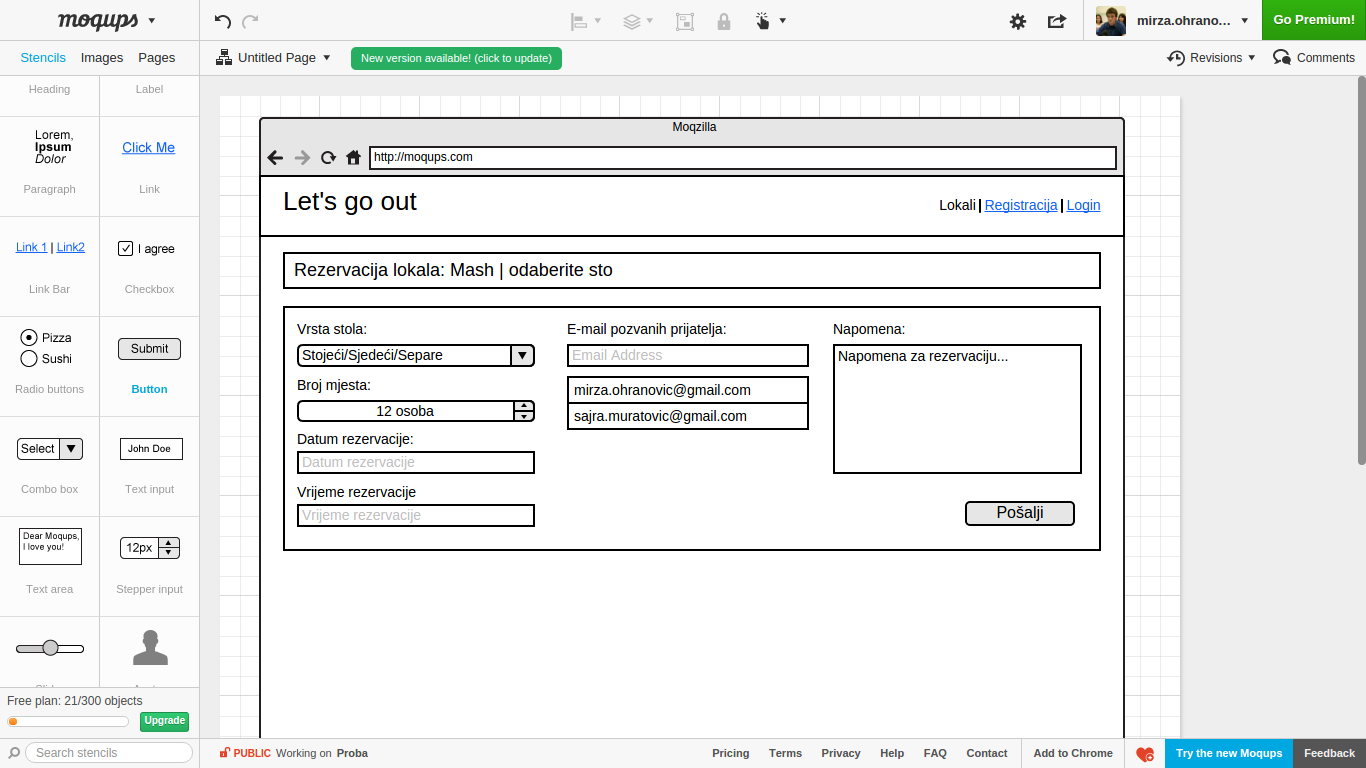 moqups
mirza.ohrano...
Go Premium!
Stencils Images Pages
Untitled Page
New version available! (click to update)
Revisions
Comments
Heading
Label
Lorem,
Ipsum
Dolor
Paragraph
Click Me
Link
Link 1 | Link2
Link Bar
I agree
Checkbox
Pizza
Sushi
Radio buttons
Submit
Button
Select
Combo box
John Doe
Text input
Dear Moqups,
I love you!
Text area
12px
Stepper input
Free plan: 21/300 objects
Upgrade
Search stencils
Moqzilla
http://moqups.com
Let's go out
Lokali | Registracija | Login
Rezervacija lokala: Mash | odaberite sto
Vrsta stola:
Stojeći/Sjedeći/Separe
Broj mjesta:
12 osoba
Datum rezervacije:
Datum rezervacije
Vrijeme rezervacije
Vrijeme rezervacije
E-mail pozvanih prijatelja:
Email Address
mirza.ohranovic@gmail.com
sajra.muratovic@gmail.com
Napomena:
Napomena za rezervaciju...
Pošalji
PUBLIC Working on Proba
Pricing Terms Privacy Help FAQ Contact
Add to Chrome
Try the new Moqups
Feedback